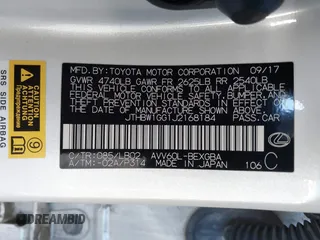 MFD. BY: TOYOTA MOTOR CORPORATION 09/17
GVWR 4740LB GAWR FR 2695LB RR 2540LB
THIS VEHICLE CONFORMS TO ALL APPLICABLE
FEDERAL MOTOR VEHICLE SAFETY, BUMPER, AND
THEFT PREVENTION STANDARDS IN EFFECT ON
THE DATE OF MANUFACTURE SHOWN ABOVE.
JTHBW1GG1J2168184 PASS.CAR
C/TR:085/LB02 AVV60L-BEXGBA
A/TM:-02A/P314 MADE IN JAPAN 106 C
SRS SIDE AIRBAG
DREAMBID